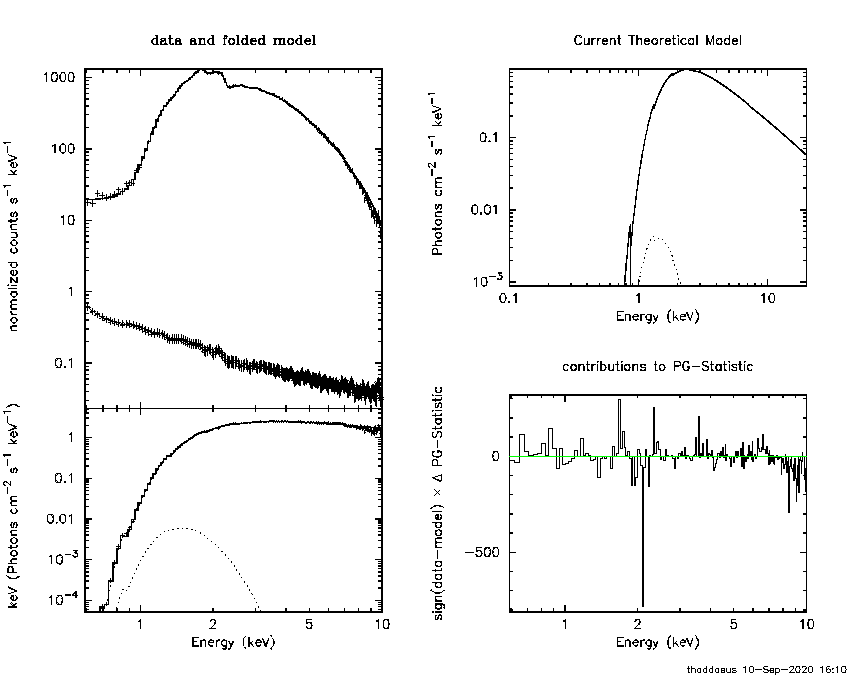 data and folded model
1000
100
10
1
0.1
normalized counts s−1 keV−1
1
0.1
0.01
10−3
10−4
keV (Photons cm−2 s−1 keV−1)
1 2 5 10
Energy (keV)
Current Theoretical Model
0.1
0.01
10−3
Photons cm−2 s−1 keV−1
0.1 1 10
Energy (keV)
contributions to PG−Statistic
0
−500
sign(data−model) × Δ PG−Statistic
1 2 5 10
Energy (keV)
thaddaeus 10−Sep−2020 16:10